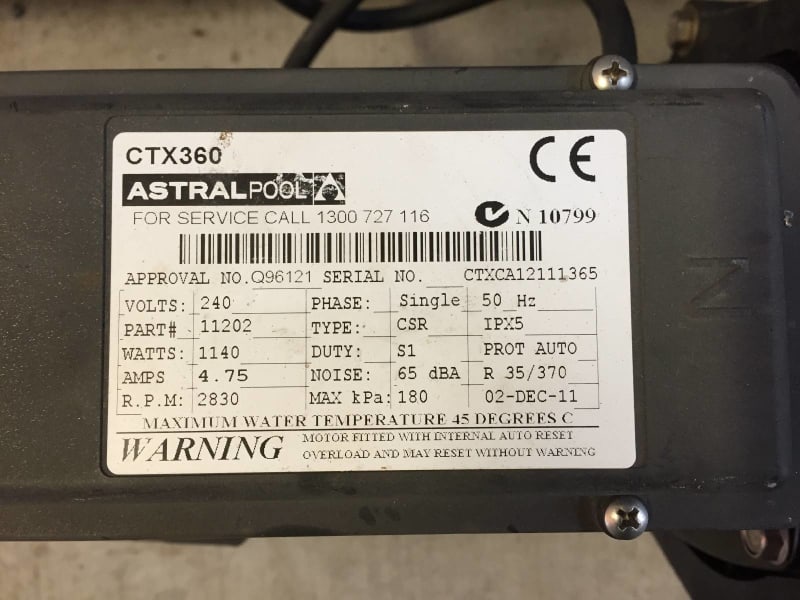 CTX360
CE
ASTRALPOOL
FOR SERVICE CALL 1300 727 116
N 10799
APPROVAL NO.Q96121 SERIAL NO. CTXCA12111365
VOLTS: 240 PHASE: Single 50 Hz
PART# 11202 TYPE: CSR IPX5
WATTS: 1140 DUTY: S1 PROT AUTO
AMPS 4.75 NOISE: 65 dBA R 35/370
R.P.M: 2830 MAX kPa: 180 02-DEC-11
MAXIMUM WATER TEMPERATURE 45 DEGREES C
WARNING
MOTOR FITTED WITH INTERNAL AUTO RESET
OVERLOAD AND MAY RESET WITHOUT WARNING
N